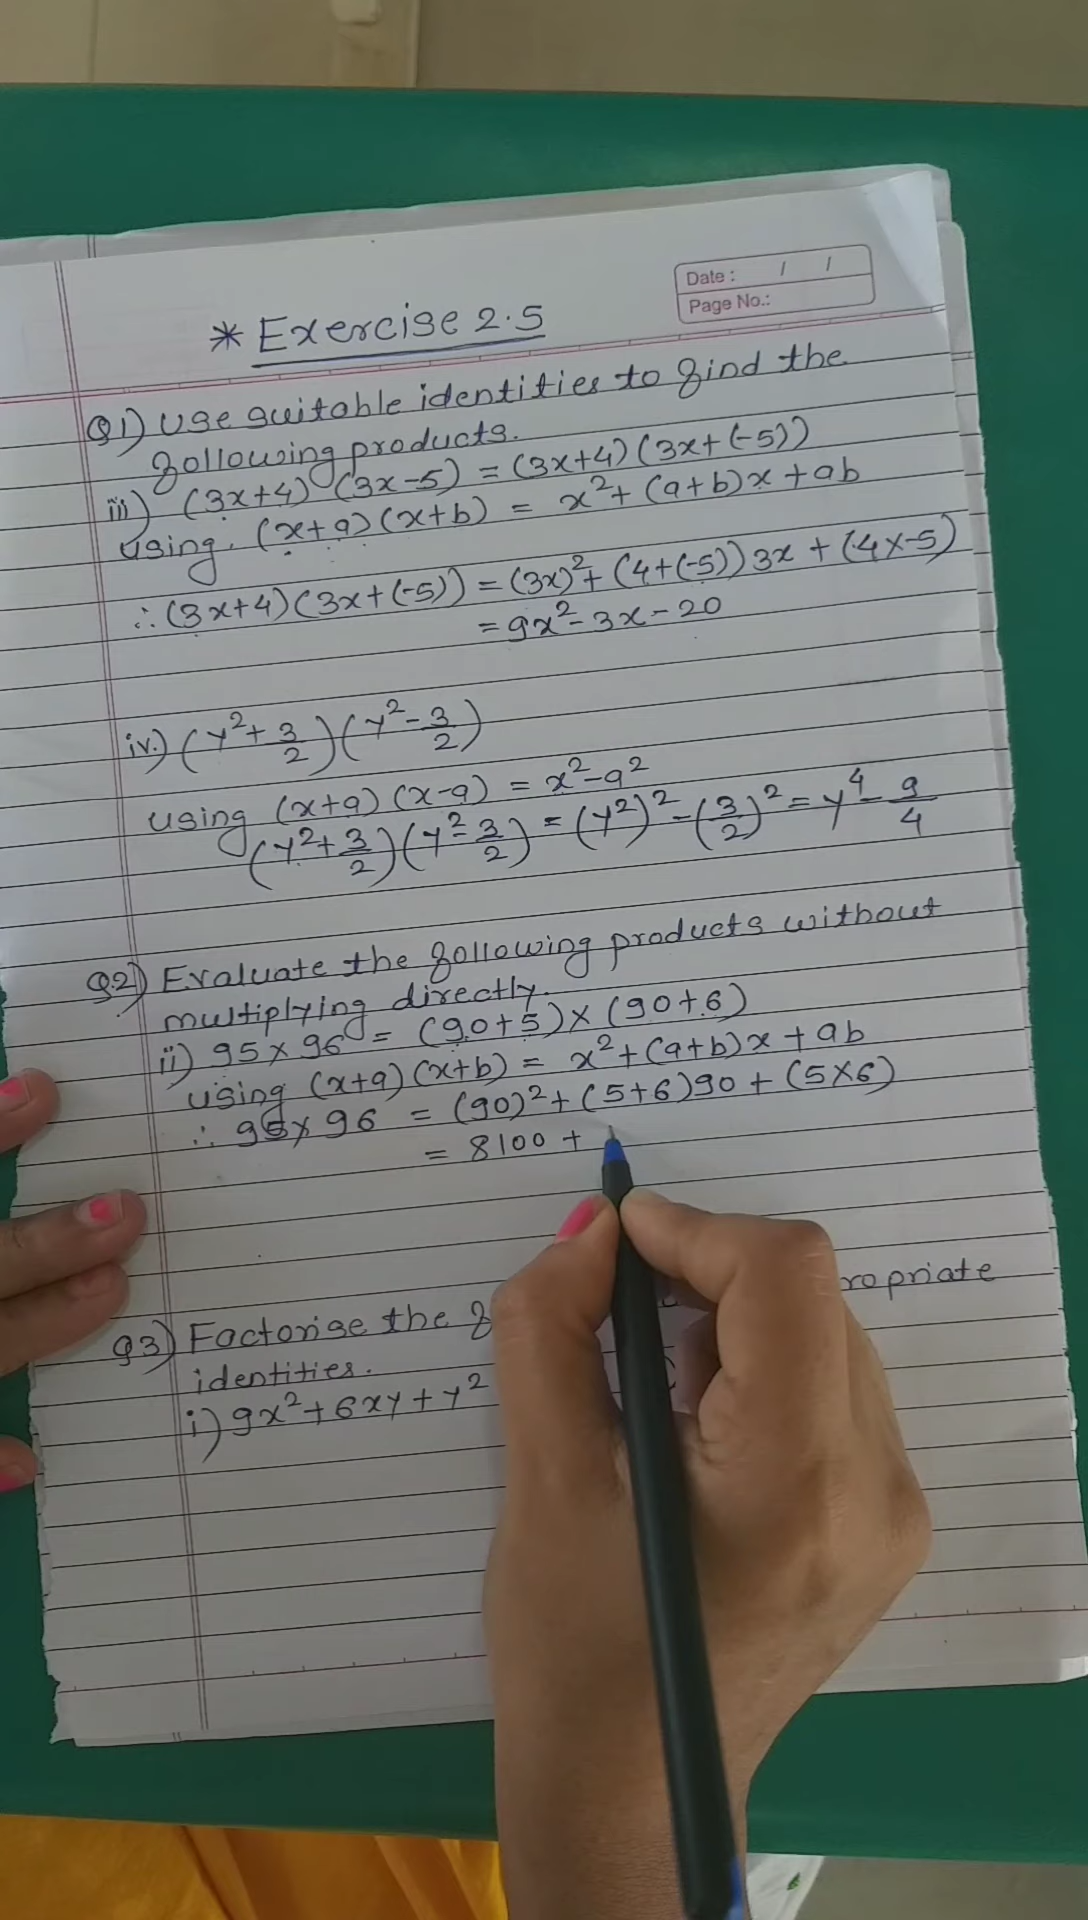 Date : / /
Page No.:
* Exercise 2.5
Q1) Use suitable identities to find the
following products.
iii) (3x+4) (3x-5) = (3x+4) (3x+(-5))
using. (x+a) (x+b) = x²+ (a+b)x + ab
∴ (3x+4) (3x+(-5)) = (3x)²+ (4+(-5)) 3x + (4x-5)
= 9x²- 3x - 20
iv.) (y²+ 3/2) (y²- 3/2)
using (x+a) (x-a) = x²-a²
(y²+ 3/2) (y²- 3/2) = (y²)² - (3/2)² = y⁴ - 9/4
Q2) Evaluate the following products without
multiplying directly.
ii) 95 x 96 = (90+5) x (90+6)
using (x+a) (x+b) = x²+(a+b)x + ab
∴ 95x 96 = (90)²+ (5+6)90 + (5x6)
= 8100 +
Q3) Factorise the ropriate
identities.
i) 9x²+6xy+y²